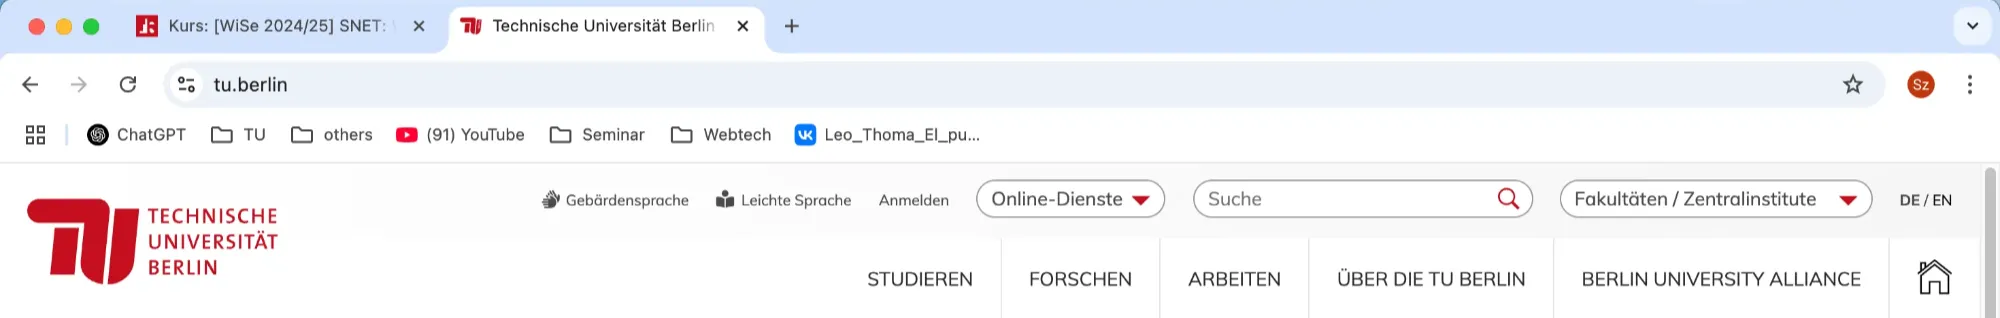 Kurs: [WiSe 2024/25] SNET:
Technische Universität Berlin
tu.berlin
Sz
ChatGPT
TU
others
(91) YouTube
Seminar
Webtech
Leo_Thoma_El_pu...
Gebärdensprache
Leichte Sprache
Anmelden
Online-Dienste
Suche
Fakultäten / Zentralinstitute
DE / EN
TECHNISCHE
UNIVERSITÄT
BERLIN
STUDIEREN
FORSCHEN
ARBEITEN
ÜBER DIE TU BERLIN
BERLIN UNIVERSITY ALLIANCE